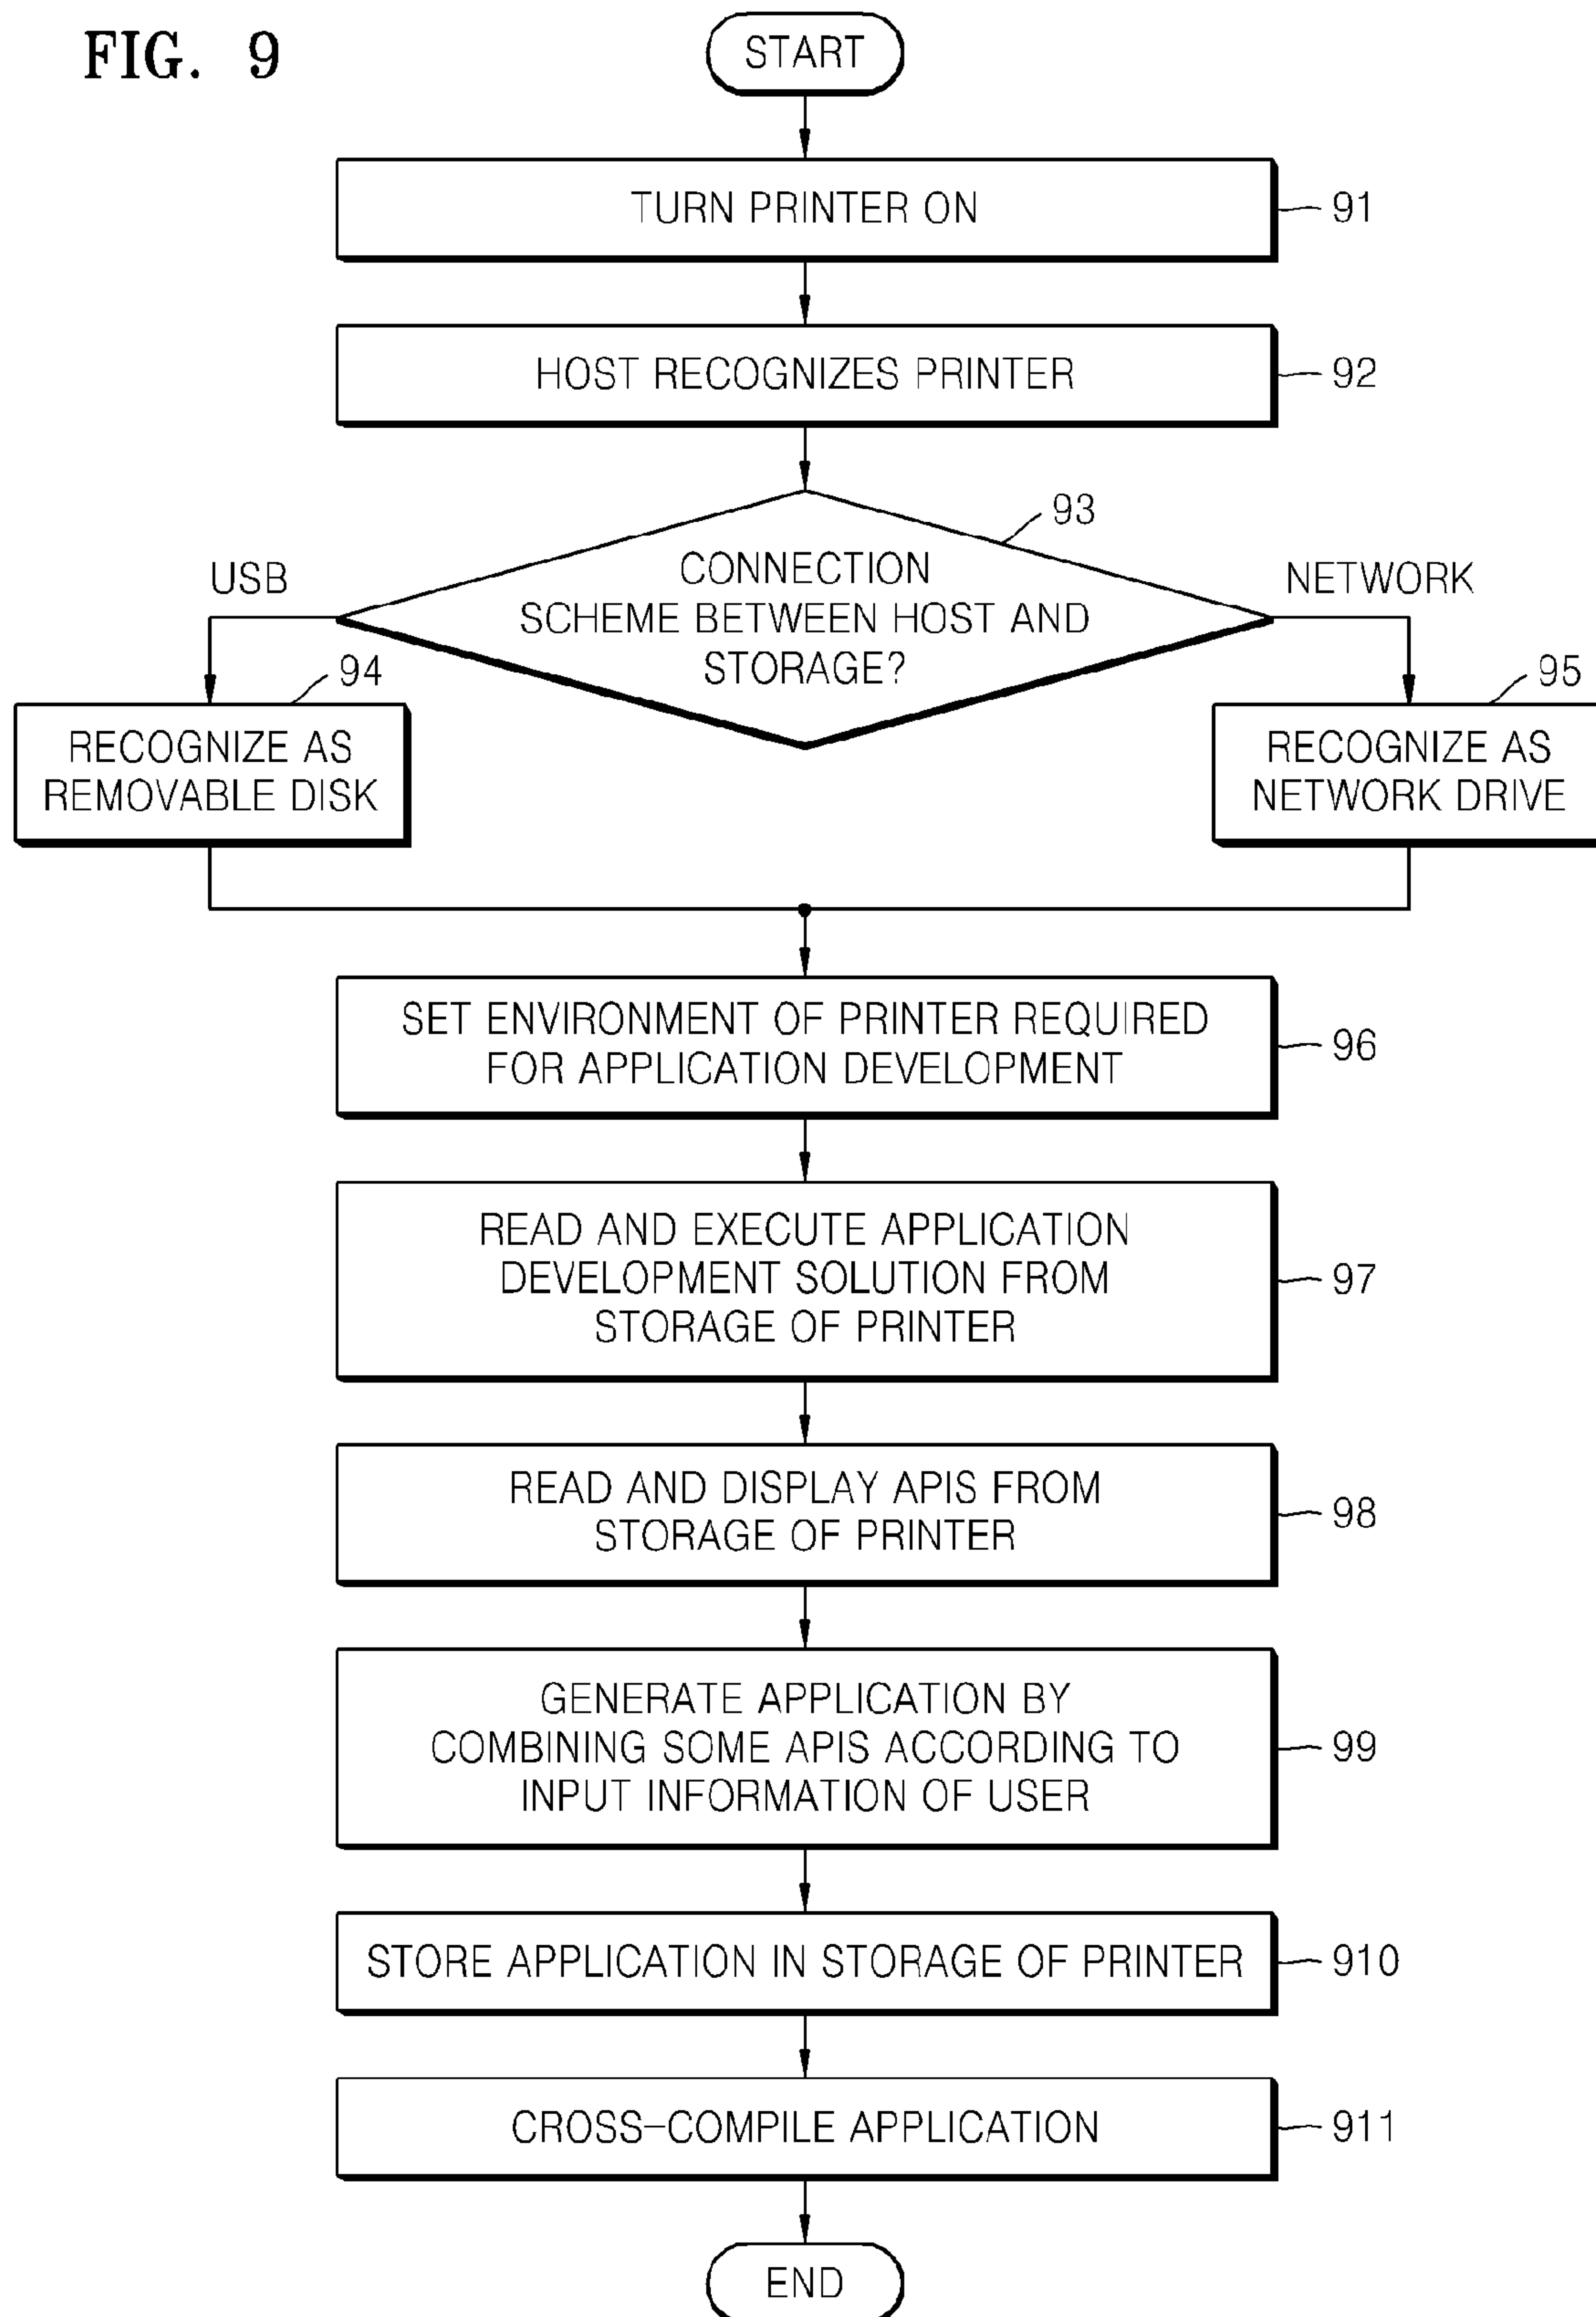 FIG. 9
START
TURN PRINTER ON
91
HOST RECOGNIZES PRINTER
92
93
CONNECTION
SCHEME BETWEEN HOST AND
STORAGE?
USB
NETWORK
94
RECOGNIZE AS
REMOVABLE DISK
95
RECOGNIZE AS
NETWORK DRIVE
SET ENVIRONMENT OF PRINTER REQUIRED
FOR APPLICATION DEVELOPMENT
96
READ AND EXECUTE APPLICATION
DEVELOPMENT SOLUTION FROM
STORAGE OF PRINTER
97
READ AND DISPLAY APIS FROM
STORAGE OF PRINTER
98
GENERATE APPLICATION BY
COMBINING SOME APIS ACCORDING TO
INPUT INFORMATION OF USER
99
STORE APPLICATION IN STORAGE OF PRINTER
910
CROSS-COMPILE APPLICATION
911
END